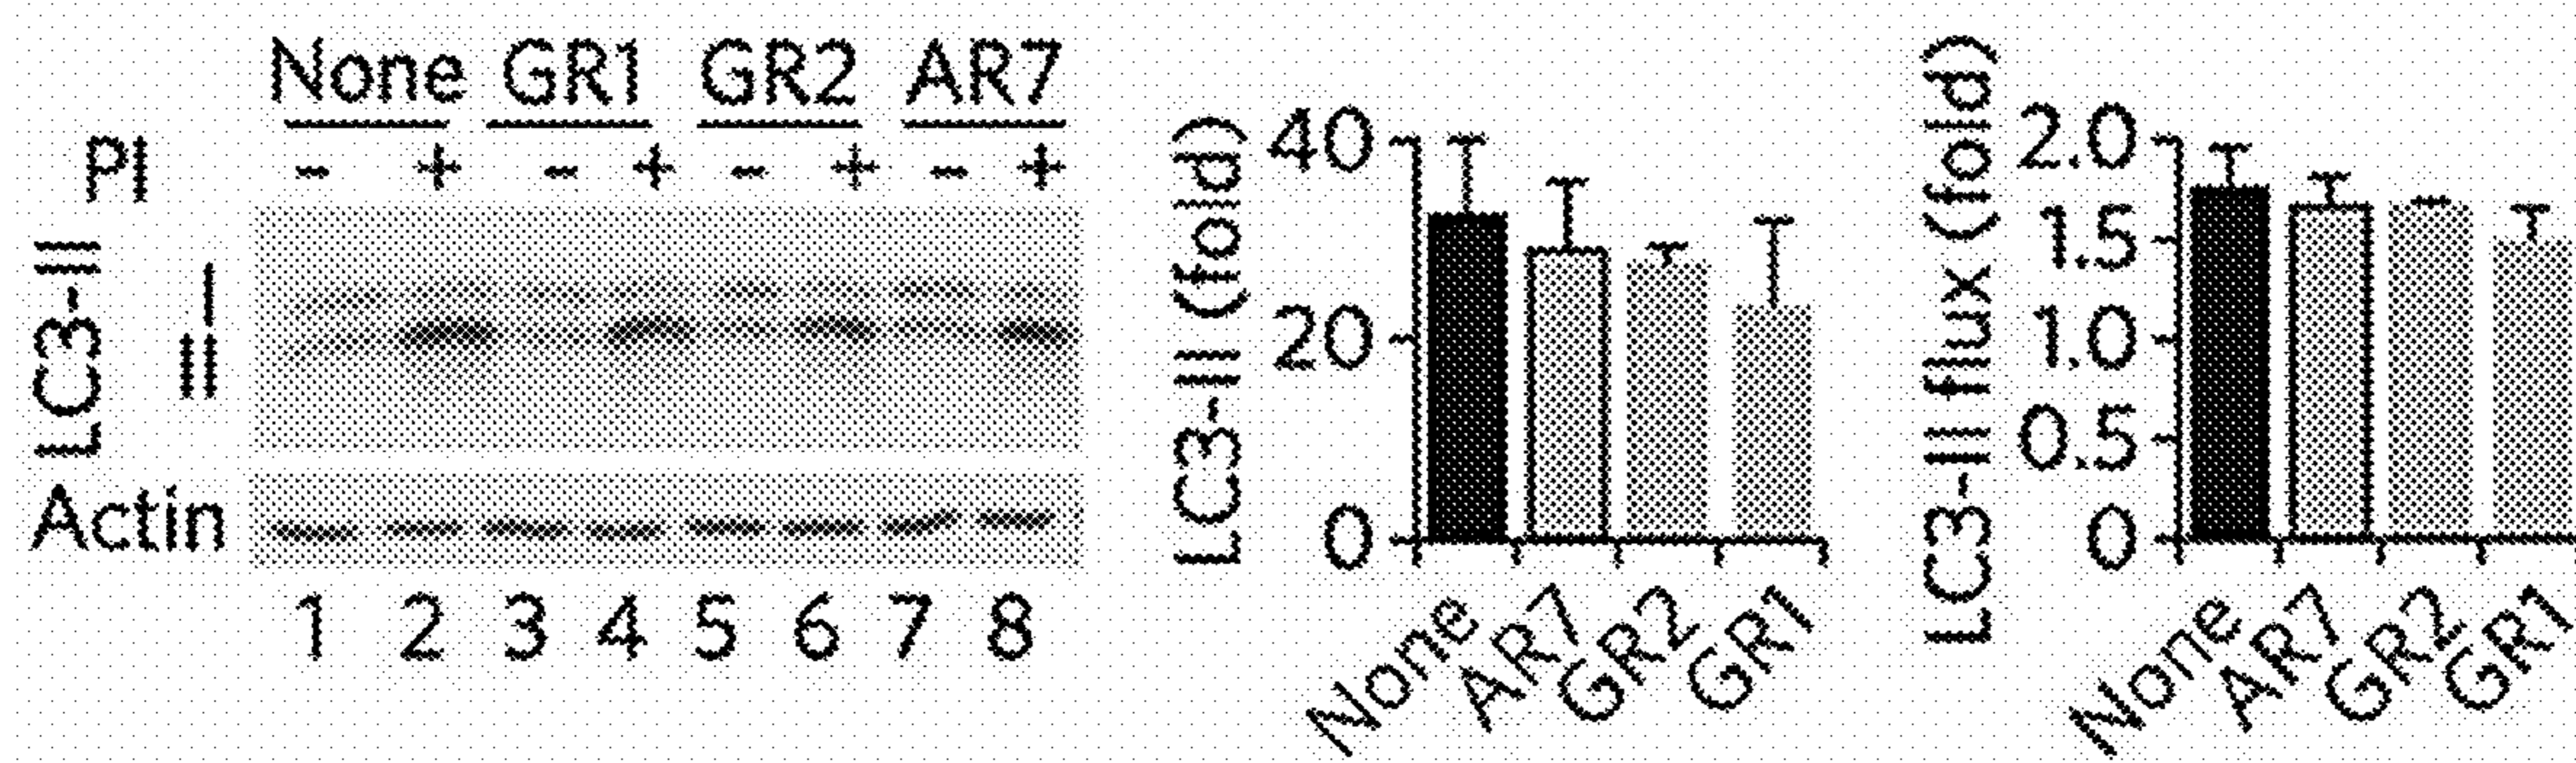 None GR1 GR2 AR7
PI - + - + - + - +
LC3-II
I
II
Actin
1 2 3 4 5 6 7 8
LC3-II (fold)
40
20
0
None AR7 GR2 GR1
LC3-II flux (fold)
2.0
1.5
1.0
0.5
0
None AR7 GR2 GR1